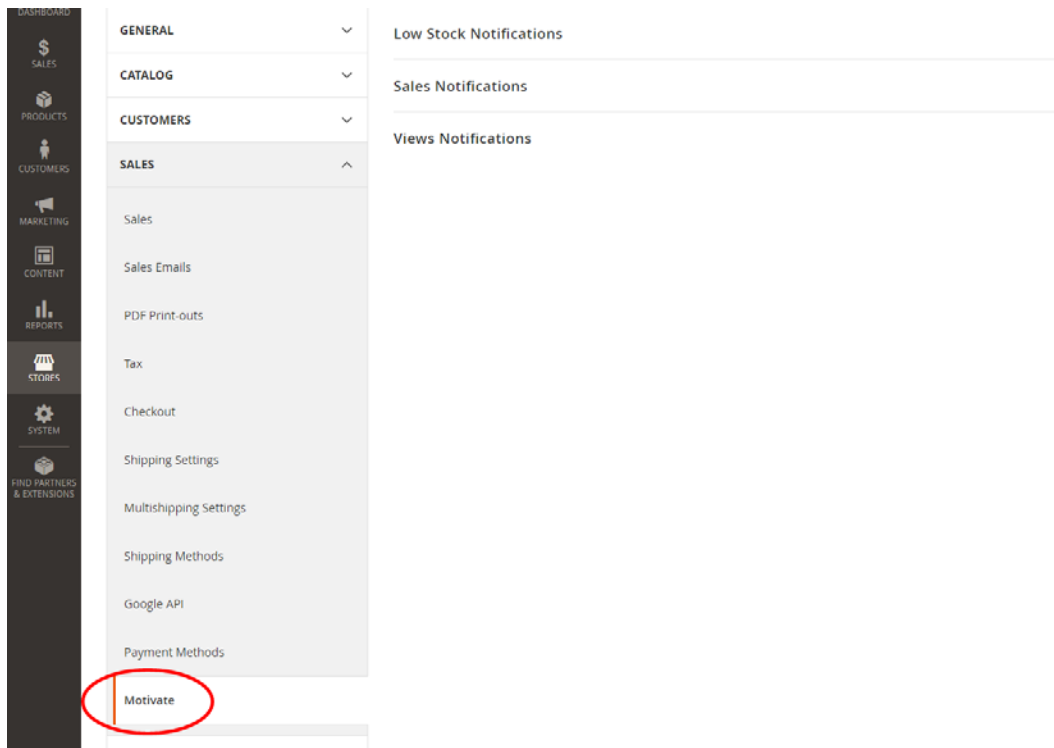 DASHBOARD
SALES
PRODUCTS
CUSTOMERS
MARKETING
CONTENT
REPORTS
STORES
SYSTEM
FIND PARTNERS
& EXTENSIONS
GENERAL
CATALOG
CUSTOMERS
SALES
Sales
Sales Emails
PDF Print-outs
Tax
Checkout
Shipping Settings
Multishipping Settings
Shipping Methods
Google API
Payment Methods
Motivate
Low Stock Notifications
Sales Notifications
Views Notifications